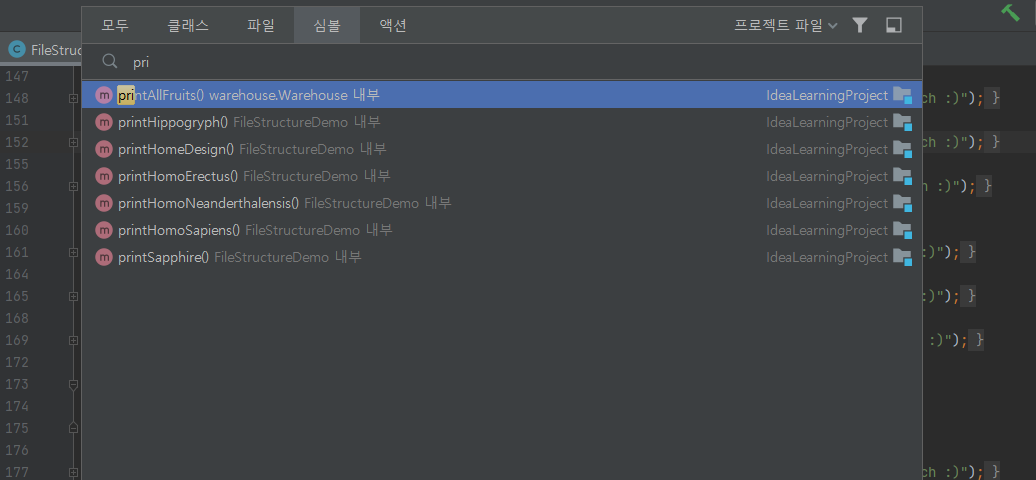 모두 클래스 파일 심볼 액션 프로젝트 파일
FileStruc
pri
147
148 ch :)"); }
151
152 ch :)"); }
155
156 h :)"); }
159
160
161 :)"); }
164
165 :)"); }
168
169 :)"); }
172
173
174
175
176
177 ch :)"); }
printAllFruits() warehouse.Warehouse 내부 IdeaLearningProject
printHippogryph() FileStructureDemo 내부 IdeaLearningProject
printHomeDesign() FileStructureDemo 내부 IdeaLearningProject
printHomoErectus() FileStructureDemo 내부 IdeaLearningProject
printHomoNeanderthalensis() FileStructureDemo 내부 IdeaLearningProject
printHomoSapiens() FileStructureDemo 내부 IdeaLearningProject
printSapphire() FileStructureDemo 내부 IdeaLearningProject